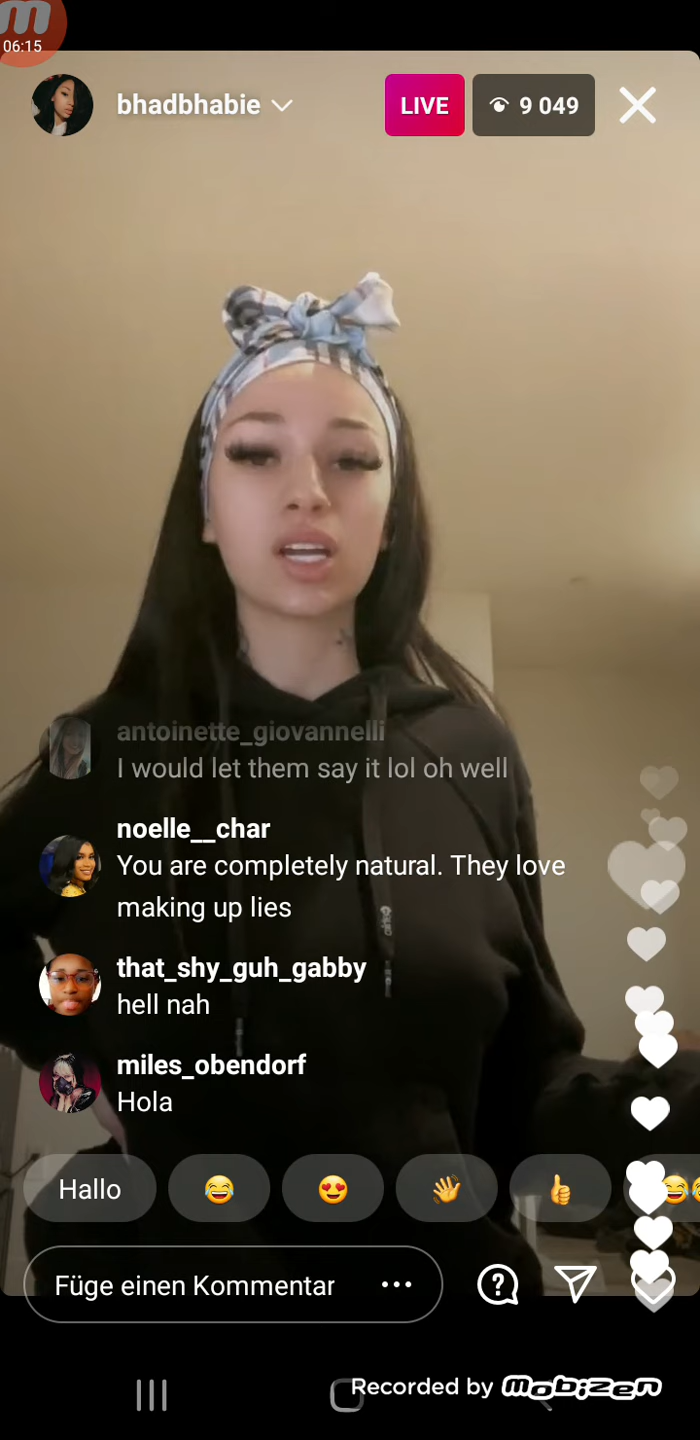 06:15
bhadbhabie
LIVE
9 049
antoinette_giovannelli
I would let them say it lol oh well
noelle__char
You are completely natural. They love
making up lies
that_shy_guh_gabby
hell nah
miles_obendorf
Hola
Hallo
Füge einen Kommentar
Recorded by mobizen